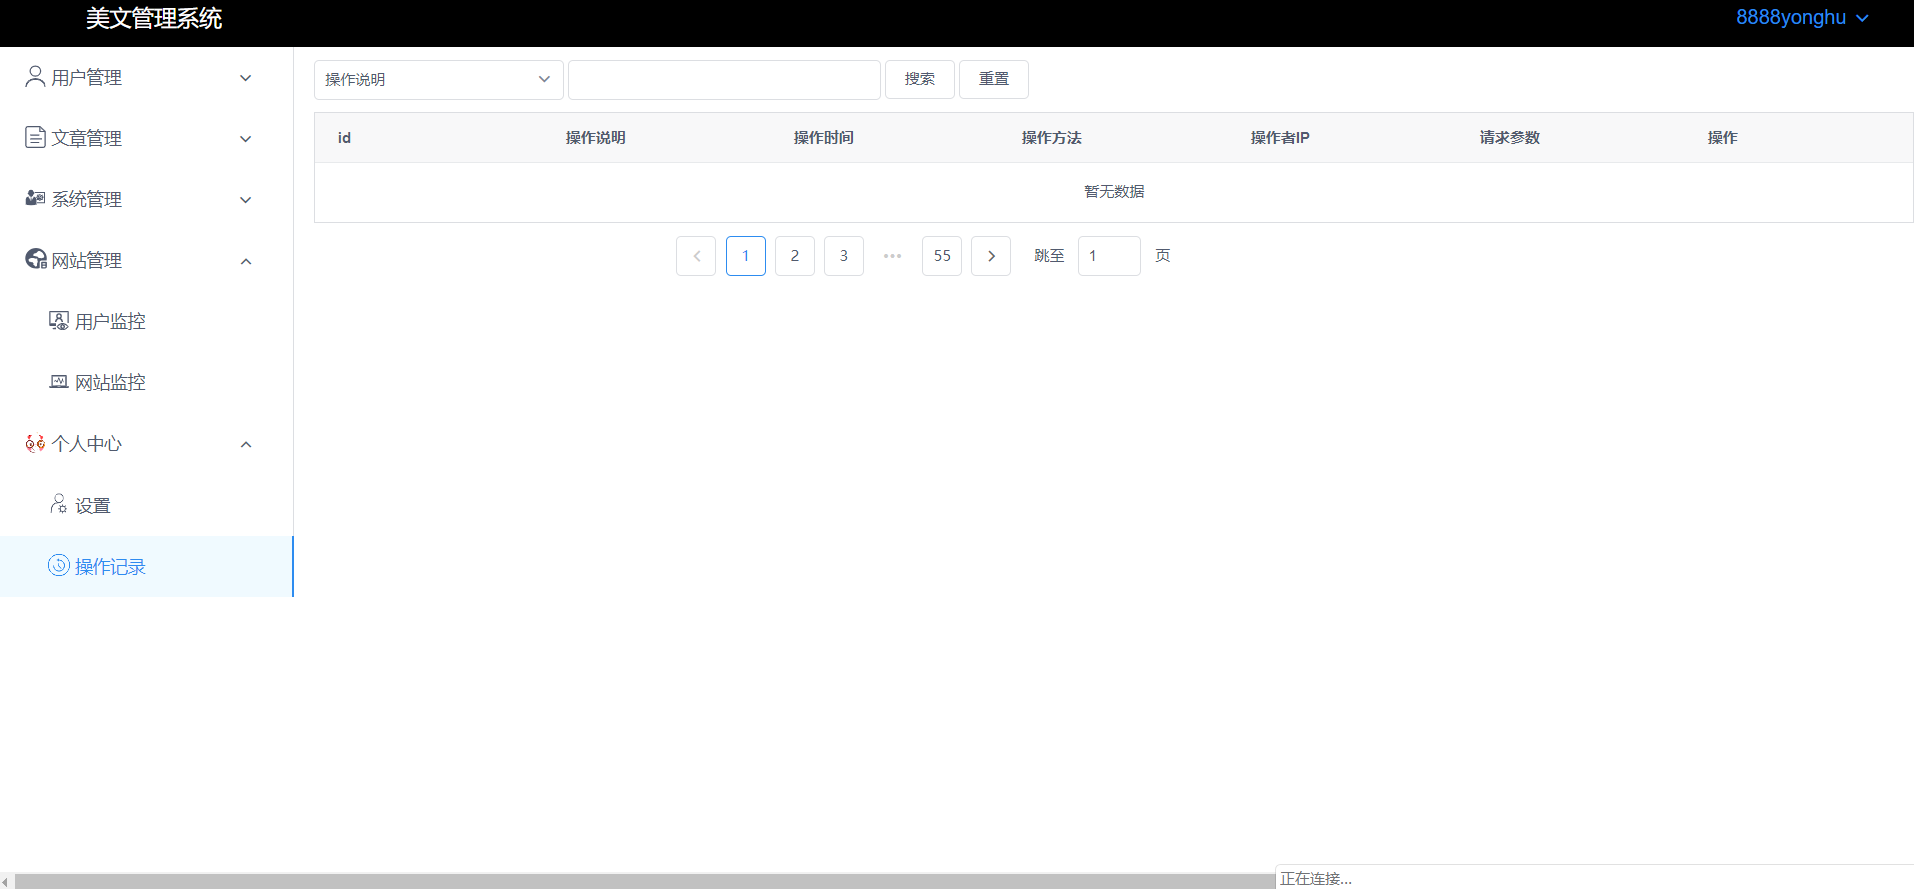 美文管理系统
8888yonghu
用户管理
文章管理
系统管理
网站管理
用户监控
网站监控
个人中心
设置
操作记录
操作说明
搜索 重置
id 操作说明 操作时间 操作方法 操作者IP 请求参数 操作
暂无数据
1 2 3 ••• 55 跳至 1 页
正在连接...